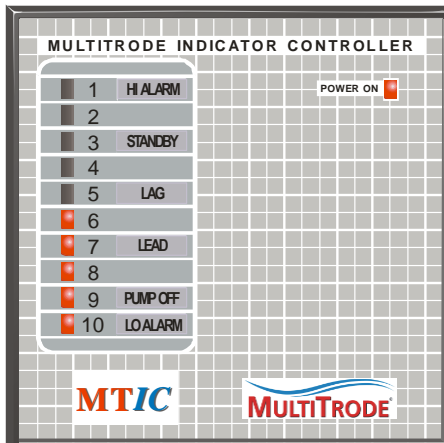 MULTITRODE INDICATOR CONTROLLER
1 HI ALARM
POWER ON
2
3 STANDBY
4
5 LAG
6
7 LEAD
8
9 PUMP OFF
10 LO ALARM
MTIC
MULTITRODE®